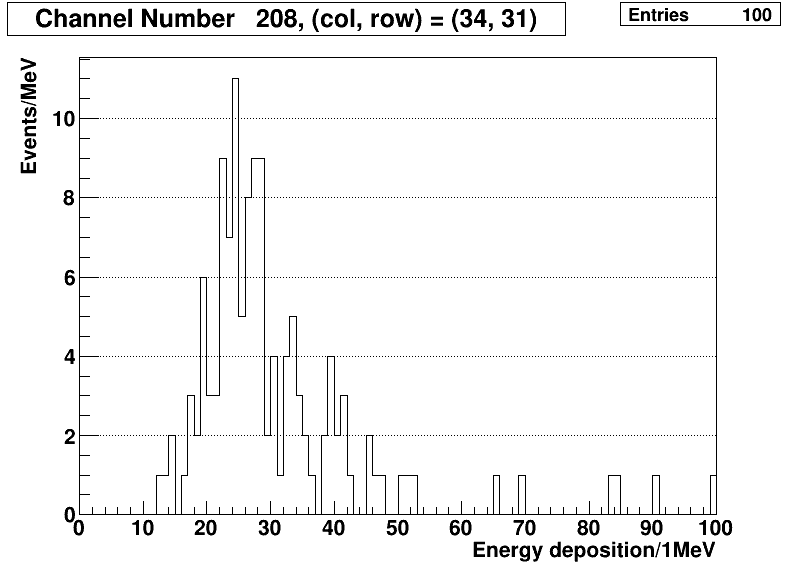 Channel Number 208, (col, row) = (34, 31)
Entries 100
Events/MeV
10
8
6
4
2
0
0 10 20 30 40 50 60 70 80 90 100
Energy deposition/1MeV